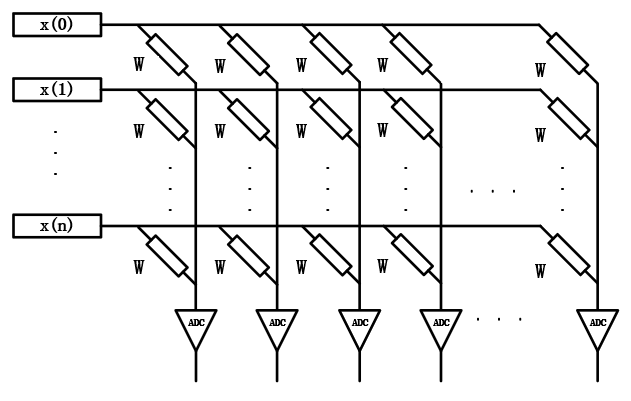 x(0)
W W W W W
x(1)
W W W W W
. . .
x(n)
W W W W W
ADC ADC ADC ADC . . . ADC